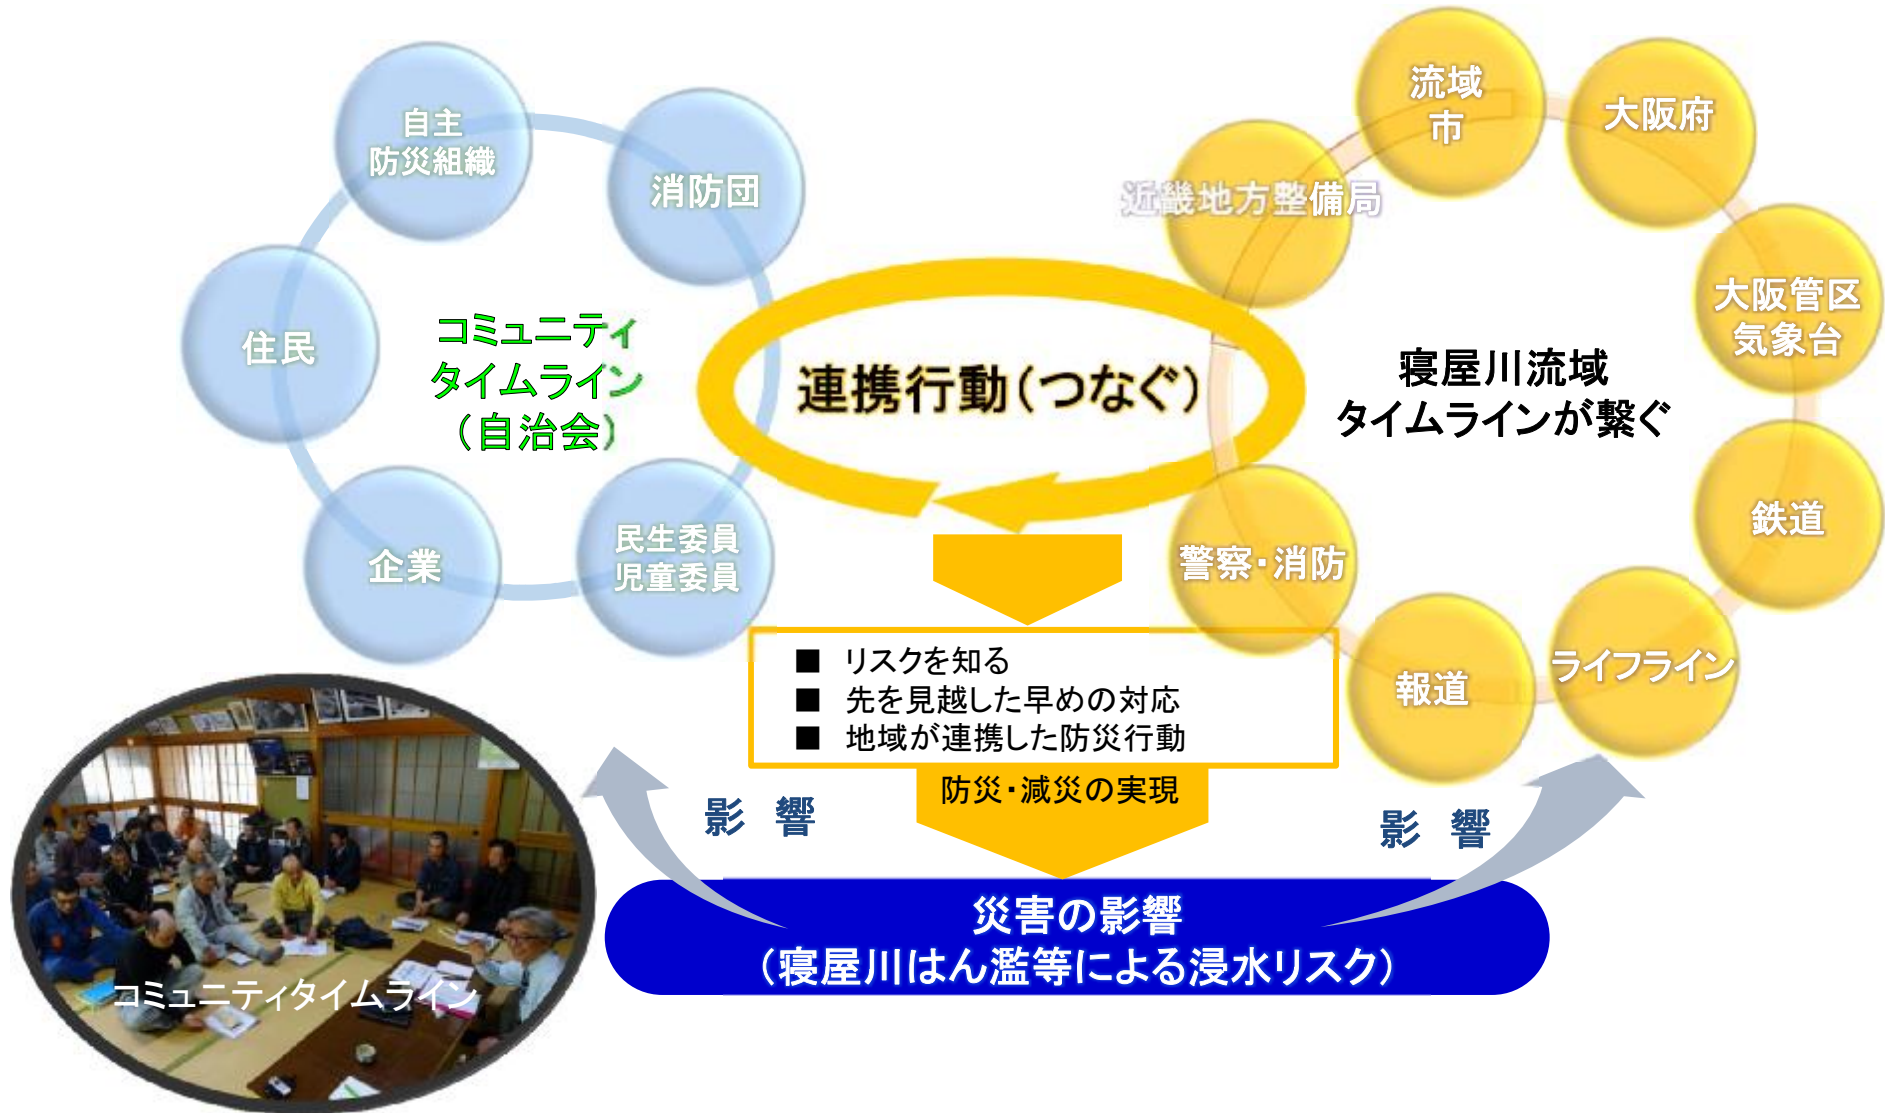 自主
防災組織
消防団
住民
コミュニティ
タイムライン
（自治会）
企業
民生委員
児童委員
連携行動（つなぐ）
流域
市
大阪府
近畿地方整備局
大阪管区
気象台
寝屋川流域
タイムラインが繋ぐ
鉄道
警察・消防
ライフライン
報道
■ リスクを知る
■ 先を見越した早めの対応
■ 地域が連携した防災行動
防災・減災の実現
影 響
影 響
災害の影響
（寝屋川はん濫等による浸水リスク）
コミュニティタイムライン